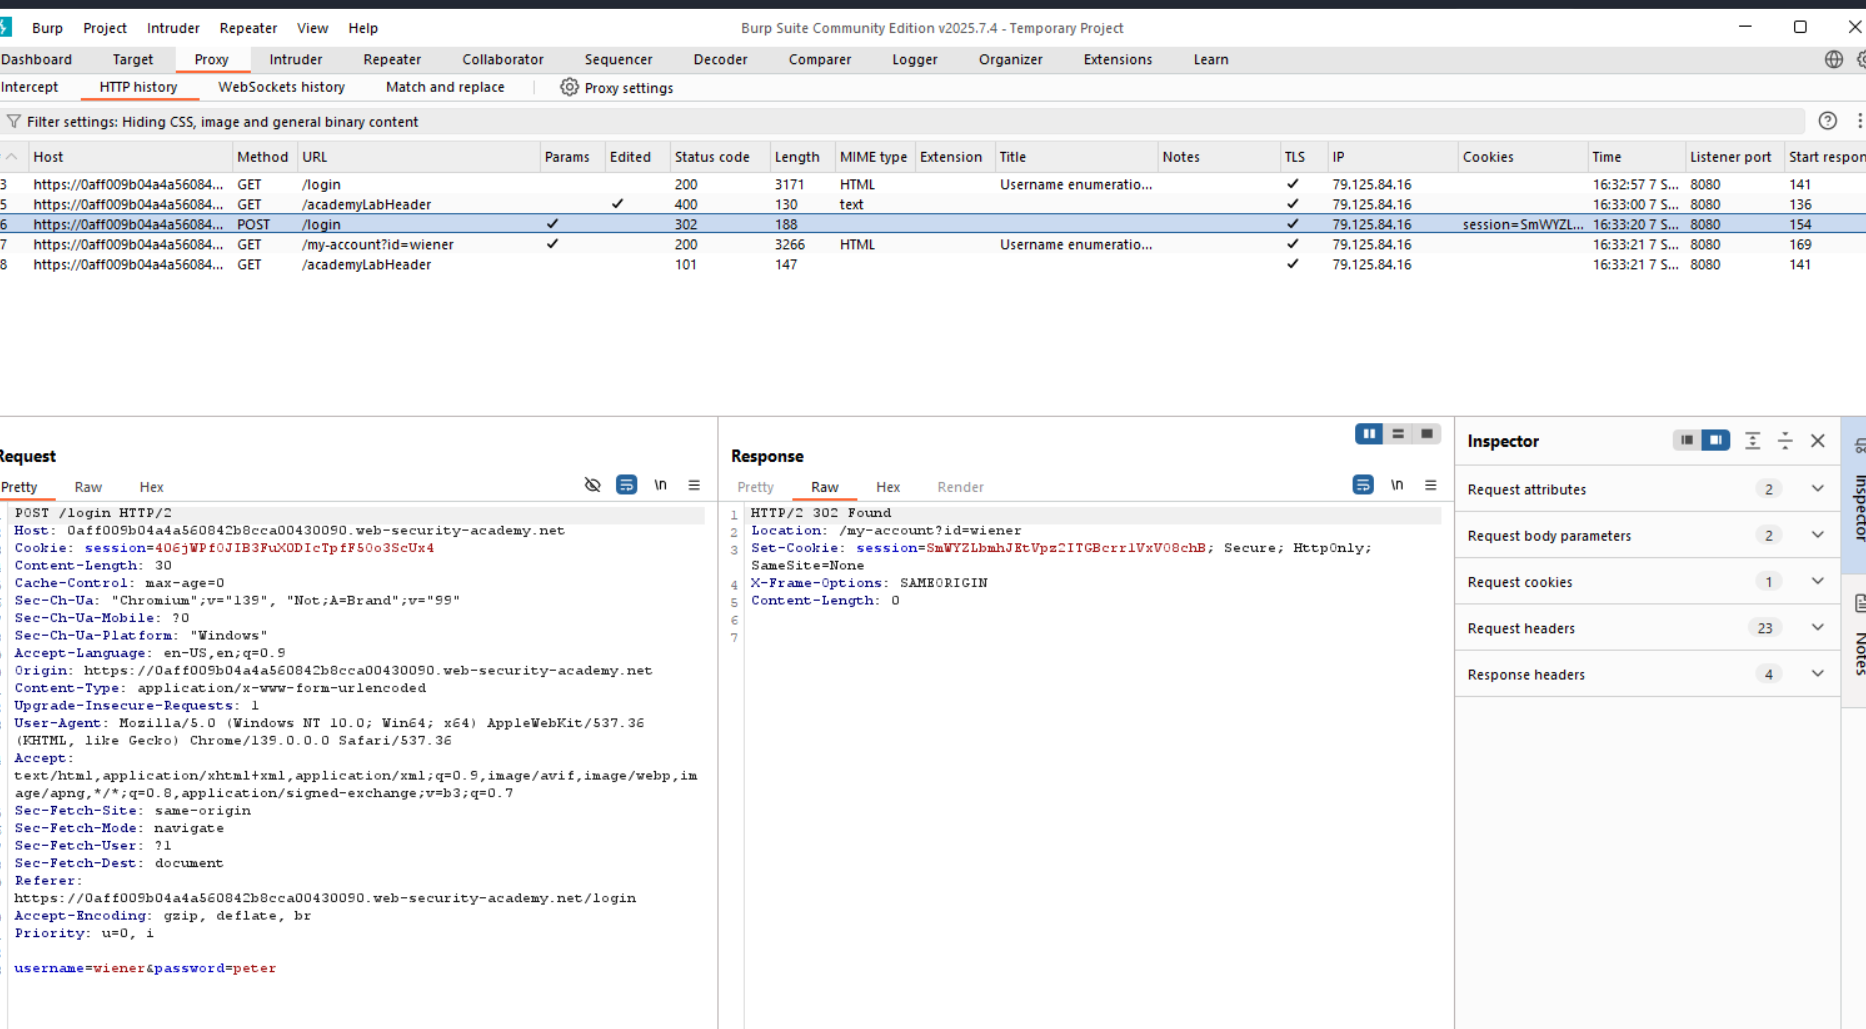 Burp Project Intruder Repeater View Help Burp Suite Community Edition v2025.7.4 - Temporary Project
Dashboard Target Proxy Intruder Repeater Collaborator Sequencer Decoder Comparer Logger Organizer Extensions Learn
Intercept HTTP history WebSockets history Match and replace Proxy settings
Filter settings: Hiding CSS, image and general binary content
Host Method URL Params Edited Status code Length MIME type Extension Title Notes TLS IP Cookies Time Listener port Start respon
3 https://0aff009b04a4a56084... GET /login 200 3171 HTML Username enumeratio... ✓ 79.125.84.16 16:32:57 7 S... 8080 141
5 https://0aff009b04a4a56084... GET /academyLabHeader ✓ 400 130 text ✓ 79.125.84.16 16:33:00 7 S... 8080 136
6 https://0aff009b04a4a56084... POST /login ✓ 302 188 ✓ 79.125.84.16 session=SmWYZL... 16:33:20 7 S... 8080 154
7 https://0aff009b04a4a56084... GET /my-account?id=wiener ✓ 200 3266 HTML Username enumeratio... ✓ 79.125.84.16 16:33:21 7 S... 8080 169
8 https://0aff009b04a4a56084... GET /academyLabHeader 101 147 ✓ 79.125.84.16 16:33:21 7 S... 8080 141
Request
Pretty Raw Hex \n
POST /login HTTP/2
Host: 0aff009b04a4a560842b8cca00430090.web-security-academy.net
Cookie: session=406jWPf0JIB3FuXODIcTpfF50o3ScUx4
Content-Length: 30
Cache-Control: max-age=0
Sec-Ch-Ua: "Chromium";v="139", "Not;A=Brand";v="99"
Sec-Ch-Ua-Mobile: ?0
Sec-Ch-Ua-Platform: "Windows"
Accept-Language: en-US,en;q=0.9
Origin: https://0aff009b04a4a560842b8cca00430090.web-security-academy.net
Content-Type: application/x-www-form-urlencoded
Upgrade-Insecure-Requests: 1
User-Agent: Mozilla/5.0 (Windows NT 10.0; Win64; x64) AppleWebKit/537.36
(KHTML, like Gecko) Chrome/139.0.0.0 Safari/537.36
Accept:
text/html,application/xhtml+xml,application/xml;q=0.9,image/avif,image/webp,im
age/apng,*/*;q=0.8,application/signed-exchange;v=b3;q=0.7
Sec-Fetch-Site: same-origin
Sec-Fetch-Mode: navigate
Sec-Fetch-User: ?1
Sec-Fetch-Dest: document
Referer:
https://0aff009b04a4a560842b8cca00430090.web-security-academy.net/login
Accept-Encoding: gzip, deflate, br
Priority: u=0, i
username=wiener&password=peter
Response
Pretty Raw Hex Render \n
1 HTTP/2 302 Found
2 Location: /my-account?id=wiener
3 Set-Cookie: session=SmWYZLbmhJEtVpz2ITGBcrr1VxV08chB; Secure; HttpOnly;
SameSite=None
4 X-Frame-Options: SAMEORIGIN
5 Content-Length: 0
6
7
Inspector
Request attributes 2
Request body parameters 2
Request cookies 1
Request headers 23
Response headers 4
Inspector
Notes